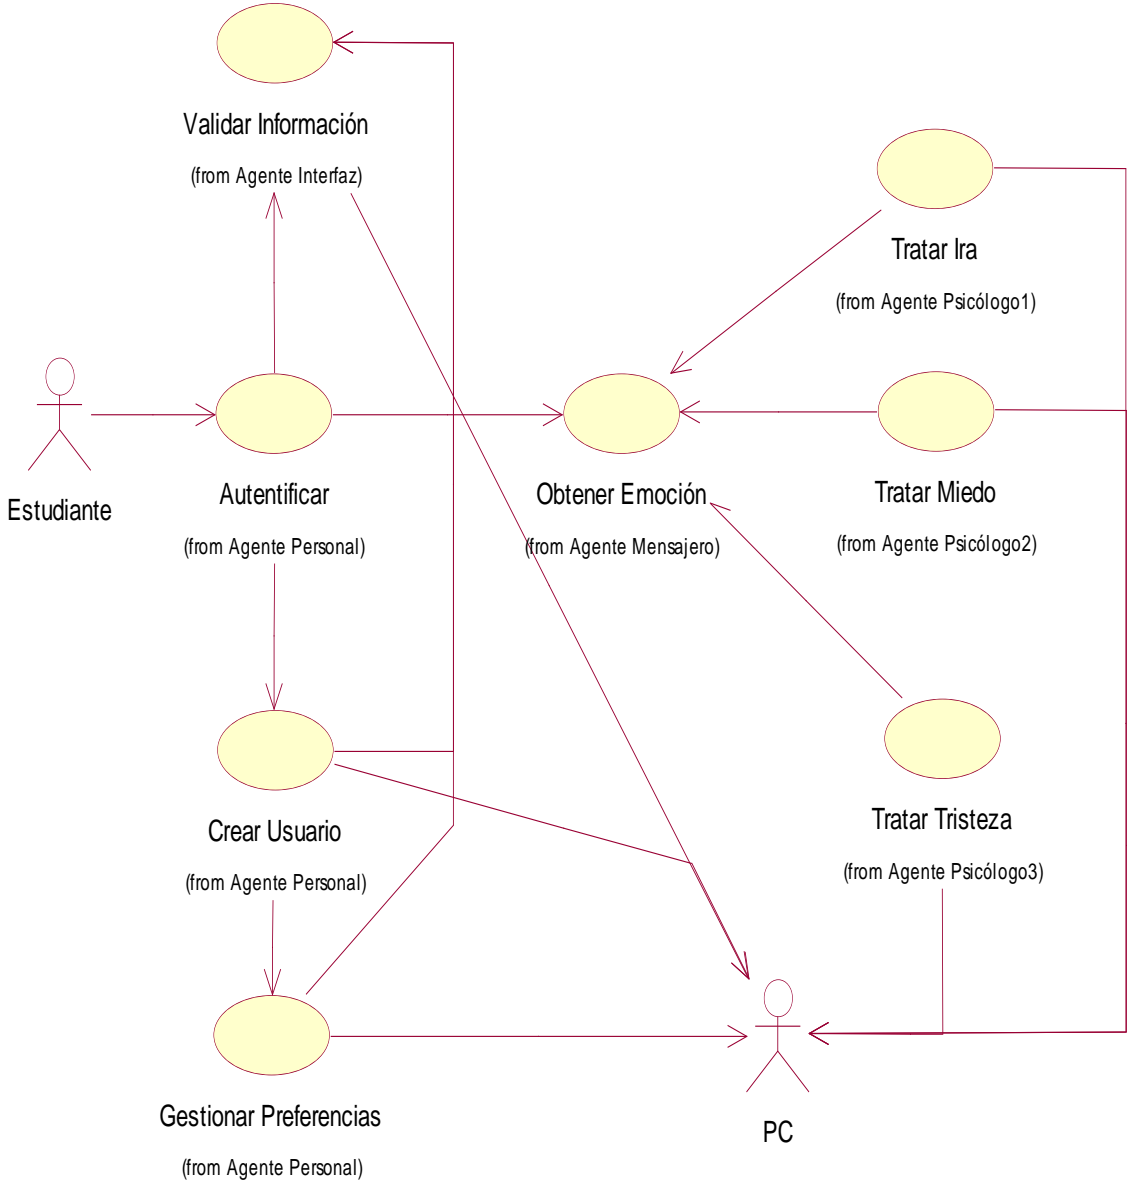 Validar Información
(from Agente Interfaz)
Tratar Ira
(from Agente Psicólogo1)
Estudiante
Autentificar
(from Agente Personal)
Obtener Emoción
(from Agente Mensajero)
Tratar Miedo
(from Agente Psicólogo2)
Crear Usuario
(from Agente Personal)
Tratar Tristeza
(from Agente Psicólogo3)
Gestionar Preferencias
(from Agente Personal)
PC